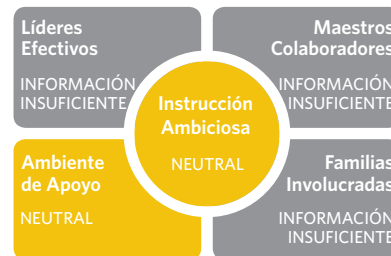 Líderes
Efectivos
INFORMACIÓN
INSUFICIENTE
Maestros
Colaboradores
INFORMACIÓN
INSUFICIENTE
Instrucción
Ambiciosa
NEUTRAL
Ambiente
de Apoyo
NEUTRAL
Familias
Involucradas
INFORMACIÓN
INSUFICIENTE